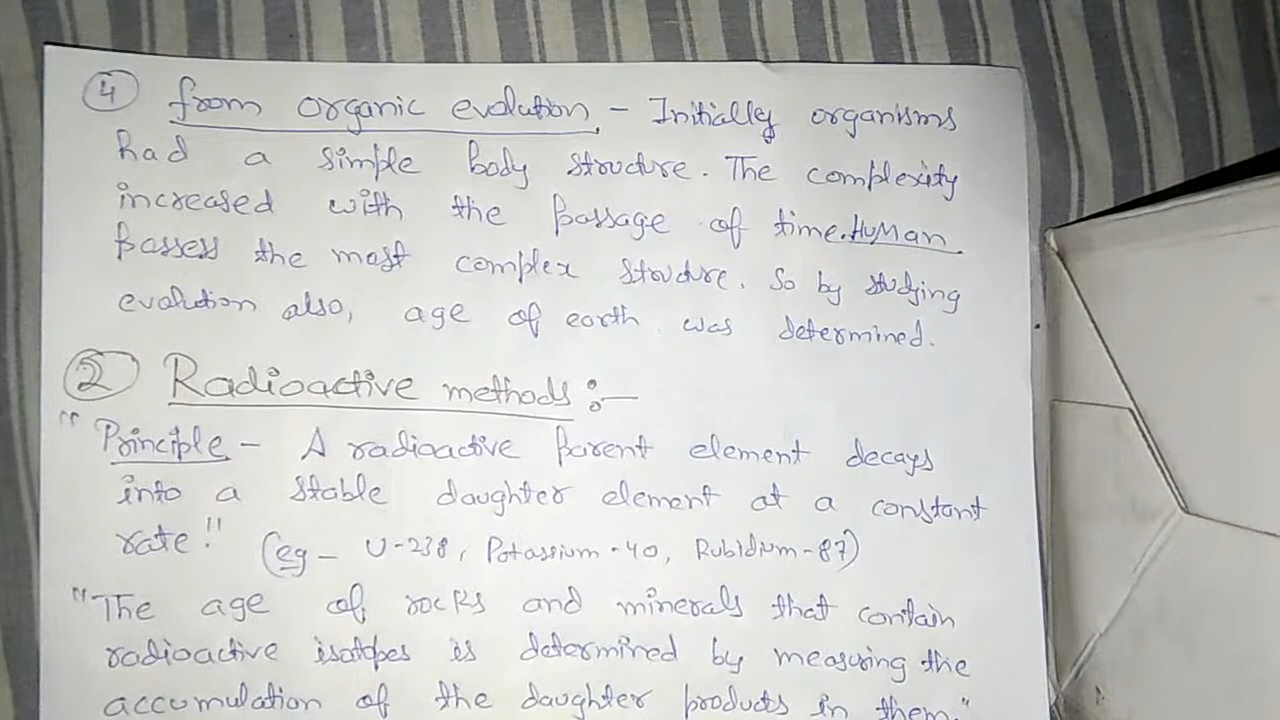 ④ from organic evolution - Initially organisms
had a simple body structure. The complexity
increased with the passage of time. Human
possess the most complex structure. So by studying
evolution also, age of earth was determined.
② Radioactive methods :-
"Principle - A radioactive parent element decays
into a stable daughter element at a constant
rate!! (eg - U-238, Potassium-40, Rubidium-87)
"The age of rocks and minerals that contain
radioactive isotopes is determined by measuring the
accumulation of the daughter products in them."